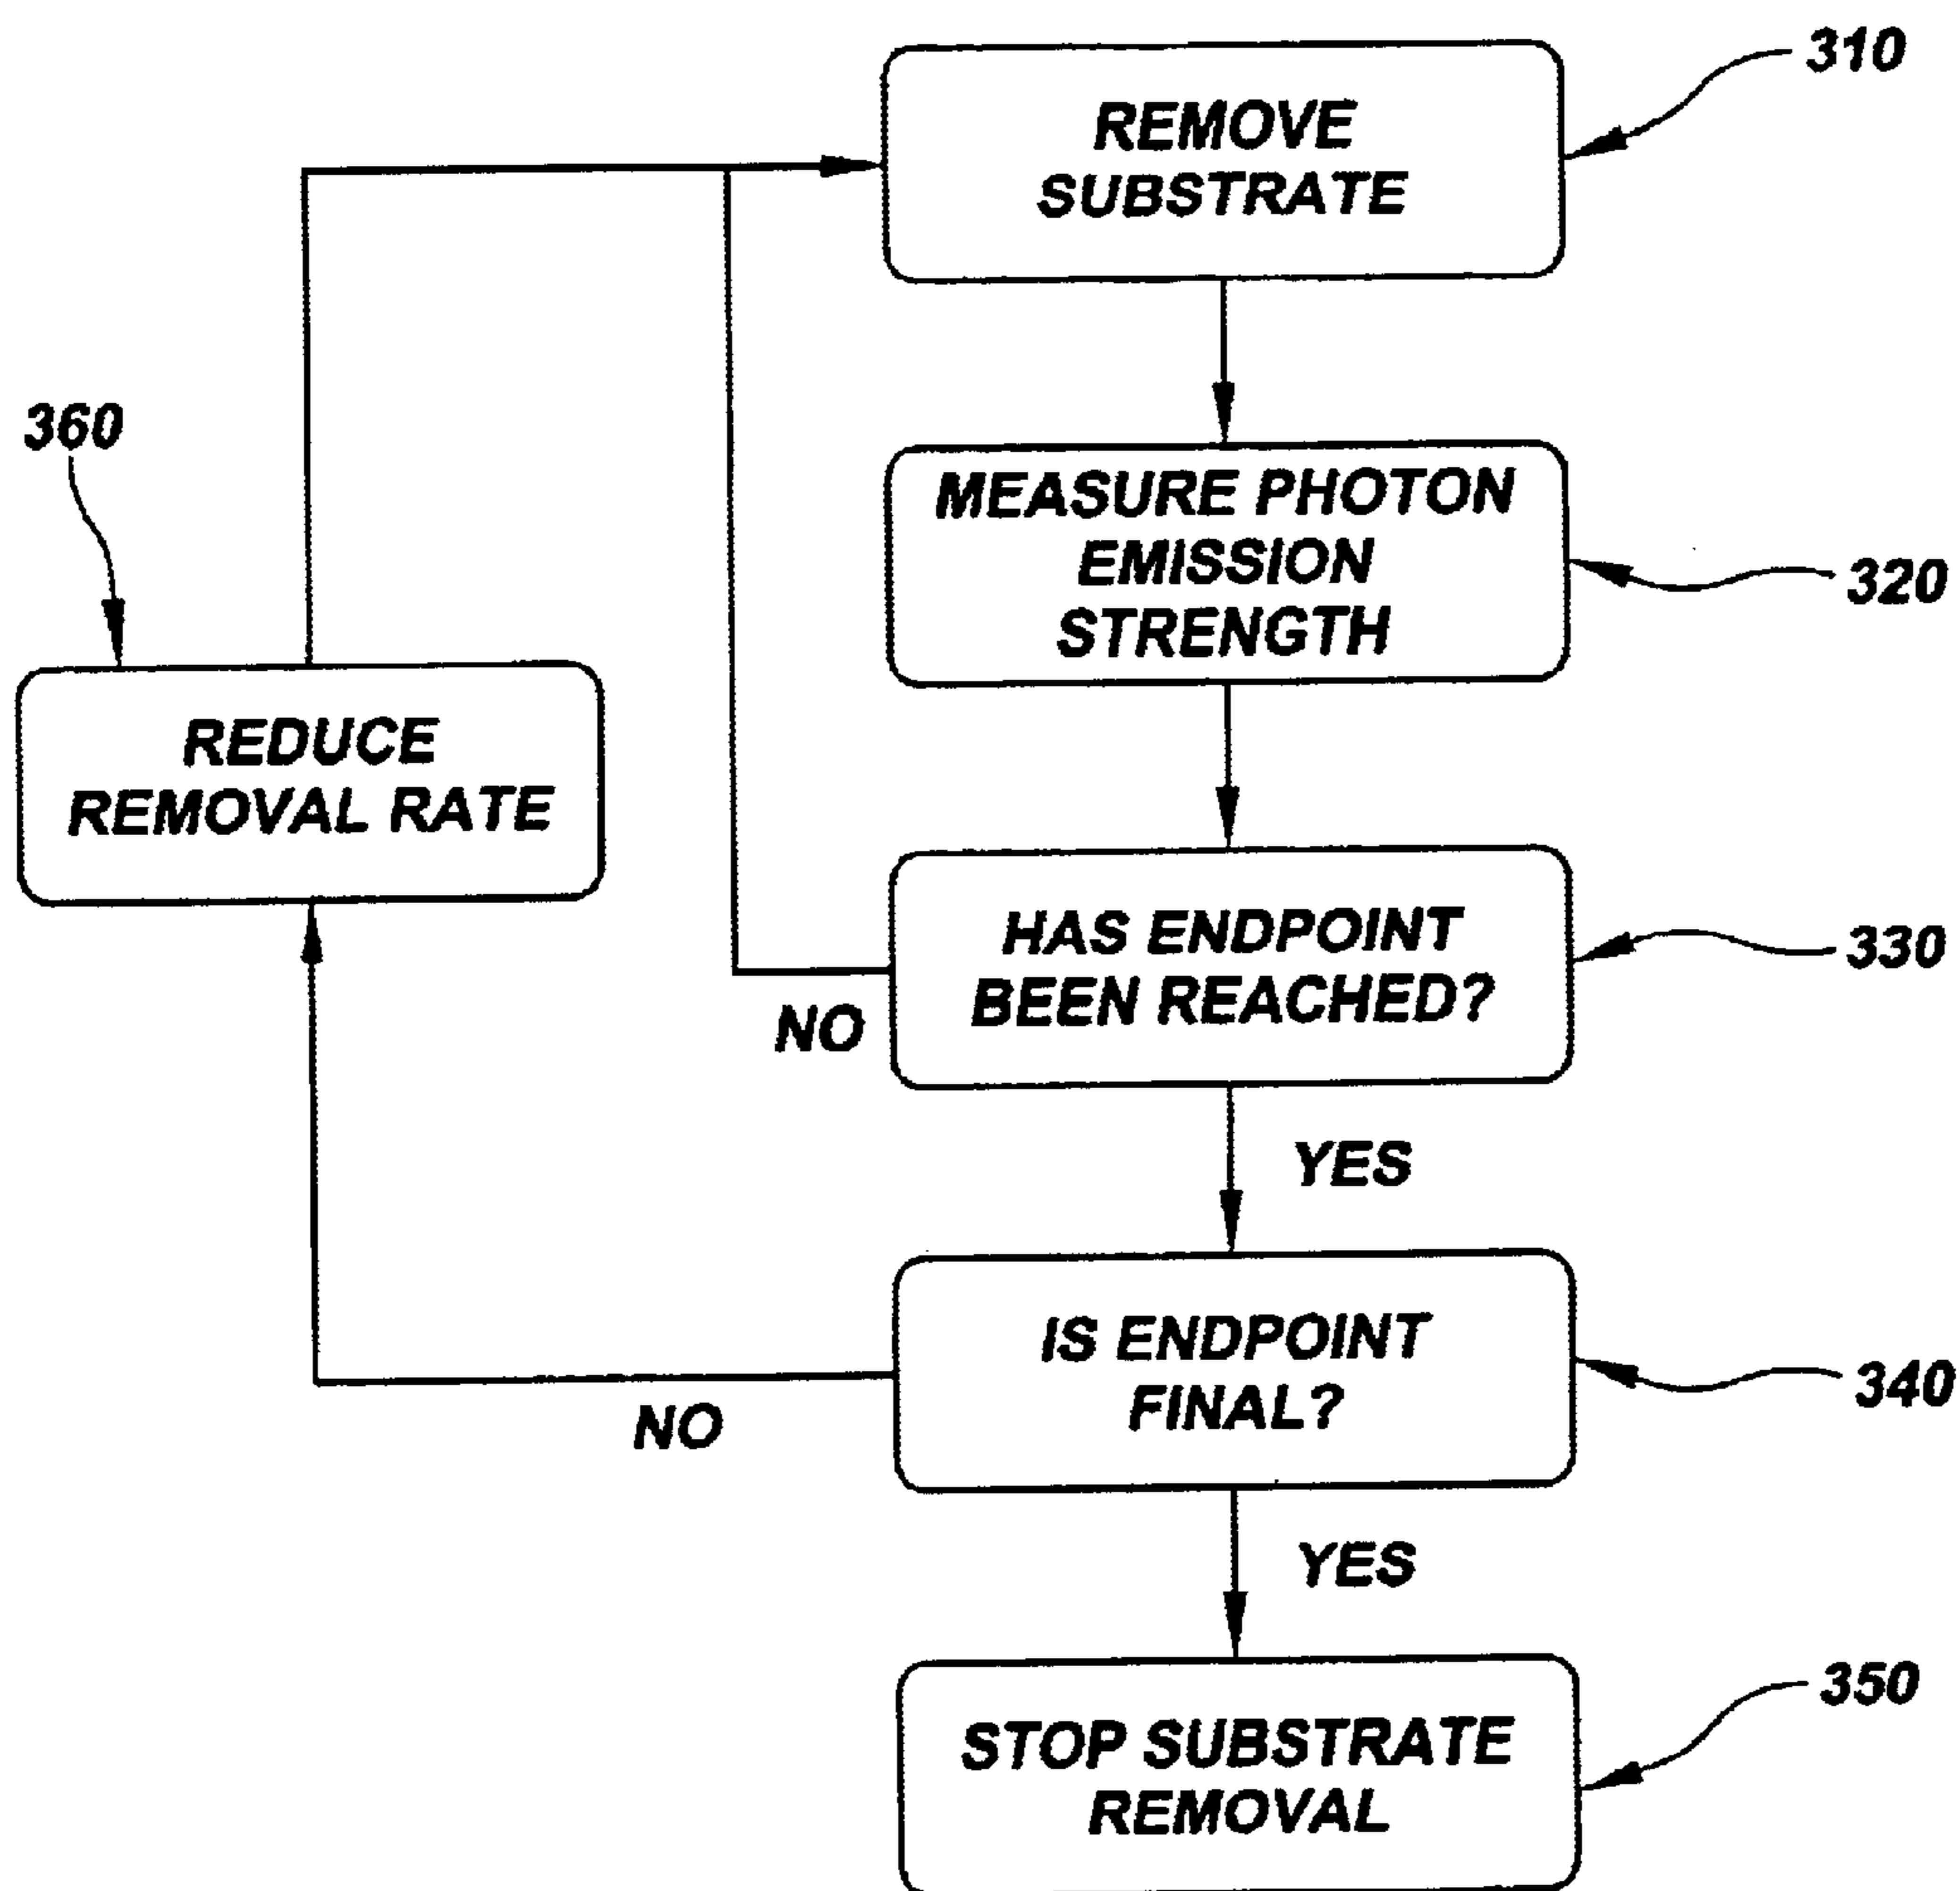 310
REMOVE
SUBSTRATE
360
MEASURE PHOTON
EMISSION
STRENGTH
320
REDUCE
REMOVAL RATE
HAS ENDPOINT
BEEN REACHED?
330
NO
YES
IS ENDPOINT
FINAL?
340
NO
YES
STOP SUBSTRATE
REMOVAL
350